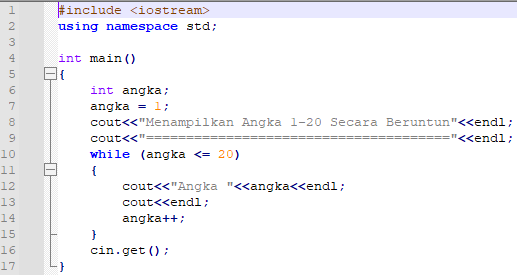 1 #include <iostream>
2 using namespace std;
3
4 int main()
5 {
6 int angka;
7 angka = 1;
8 cout<<"Menampilkan Angka 1-20 Secara Beruntun"<<endl;
9 cout<<"======================================"<<endl;
10 while (angka <= 20)
11 {
12 cout<<"Angka "<<angka<<endl;
13 cout<<endl;
14 angka++;
15 }
16 cin.get();
17 }